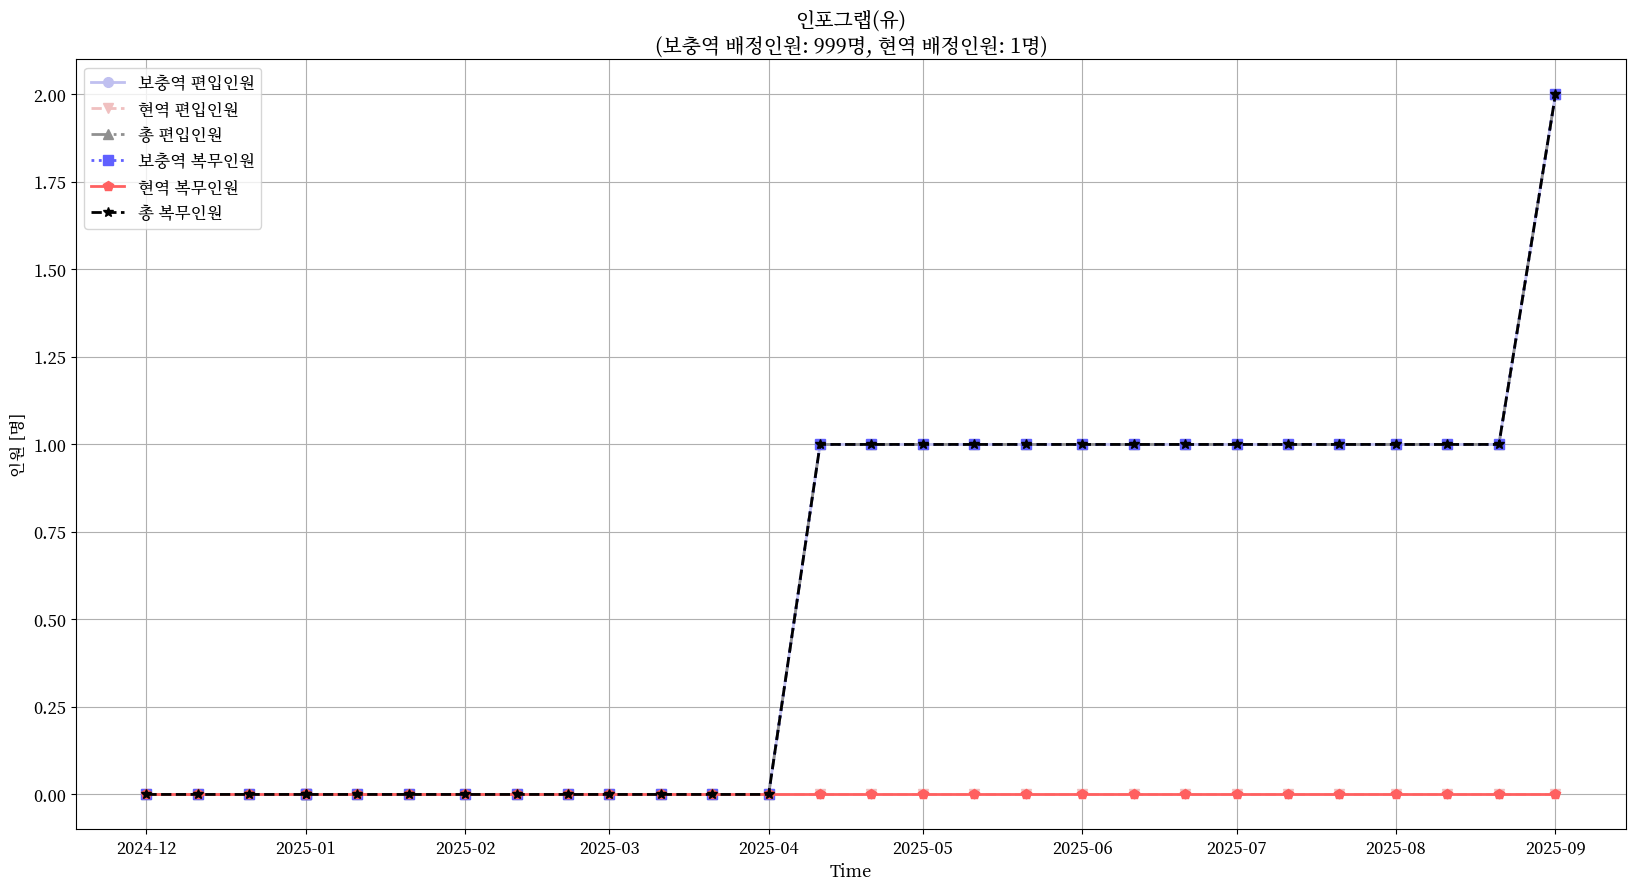 인포그랩(유)
(보충역 배정인원: 999명, 현역 배정인원: 1명)
보충역 편입인원
현역 편입인원
총 편입인원
보충역 복무인원
현역 복무인원
총 복무인원
인원 [명]
2.00
1.75
1.50
1.25
1.00
0.75
0.50
0.25
0.00
2024-12
2025-01
2025-02
2025-03
2025-04
2025-05
2025-06
2025-07
2025-08
2025-09
Time